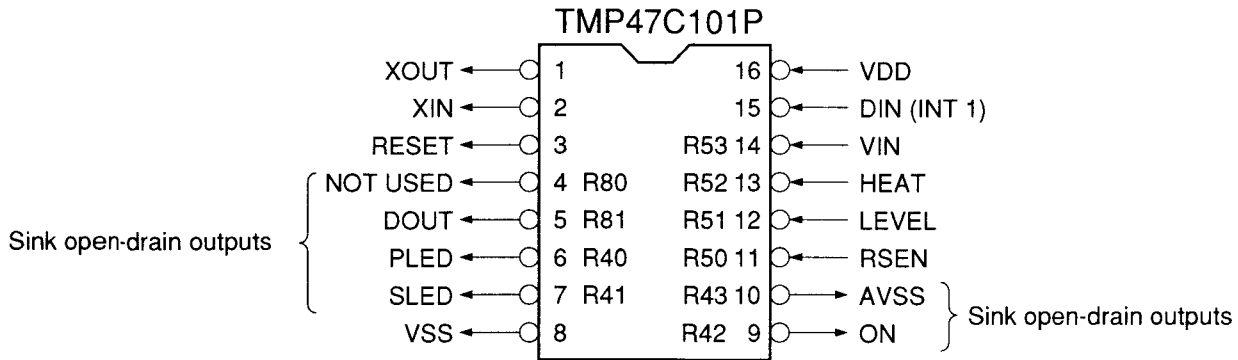 TMP47C101P
XOUT 1 16 VDD
XIN 2 15 DIN (INT 1)
RESET 3 R53 14 VIN
NOT USED 4 R80 R52 13 HEAT
DOUT 5 R81 R51 12 LEVEL
Sink open-drain outputs
PLED 6 R40 R50 11 RSEN
SLED 7 R41 R43 10 AVSS
Sink open-drain outputs
VSS 8 R42 9 ON